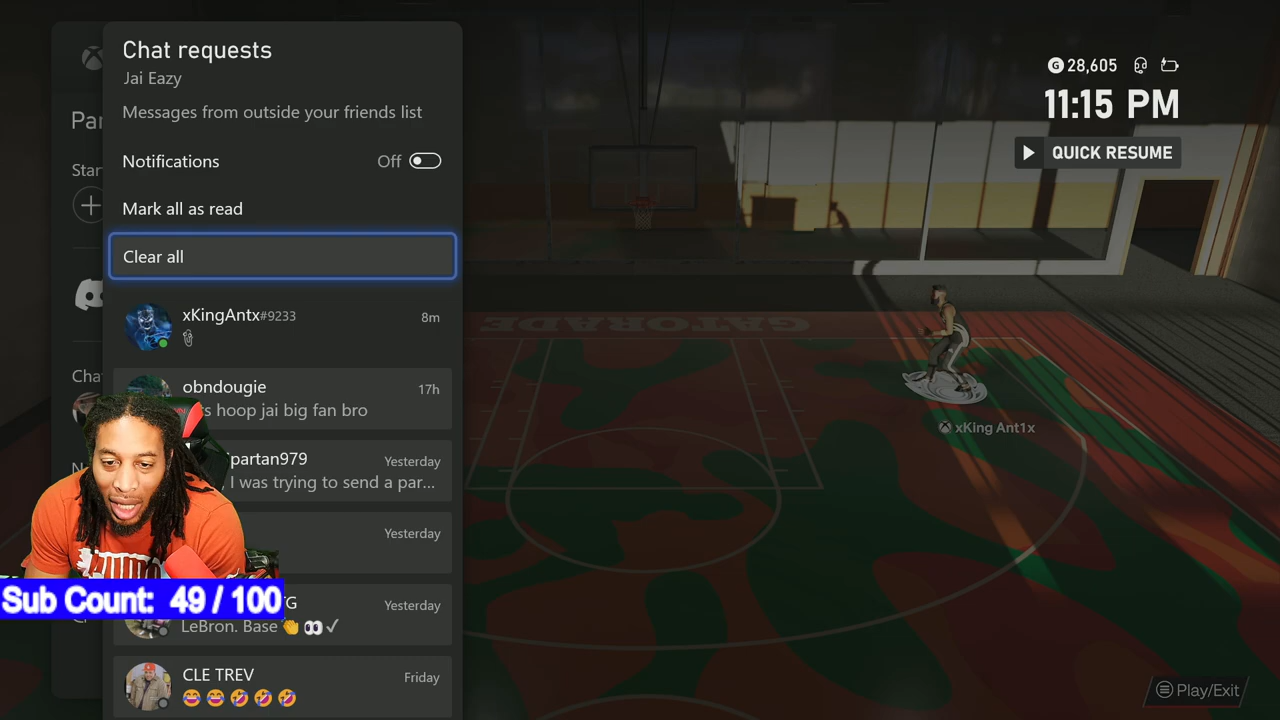 Chat requests
Jai Eazy
Messages from outside your friends list
Notifications Off
Mark all as read
Clear all
xKingAntx#9233 8m
obndougie 17h
s hoop jai big fan bro
partan979 Yesterday
I was trying to send a par...
Yesterday
G Yesterday
LeBron. Base 👏 👀 ✓
CLE TREV Friday
😂 😂 🤣 🤣 🤣
Par
Star
Cha
Sub Count: 49 / 100
G 28,605
11:15 PM
QUICK RESUME
GATORADE
xKing Ant1x
Play/Exit